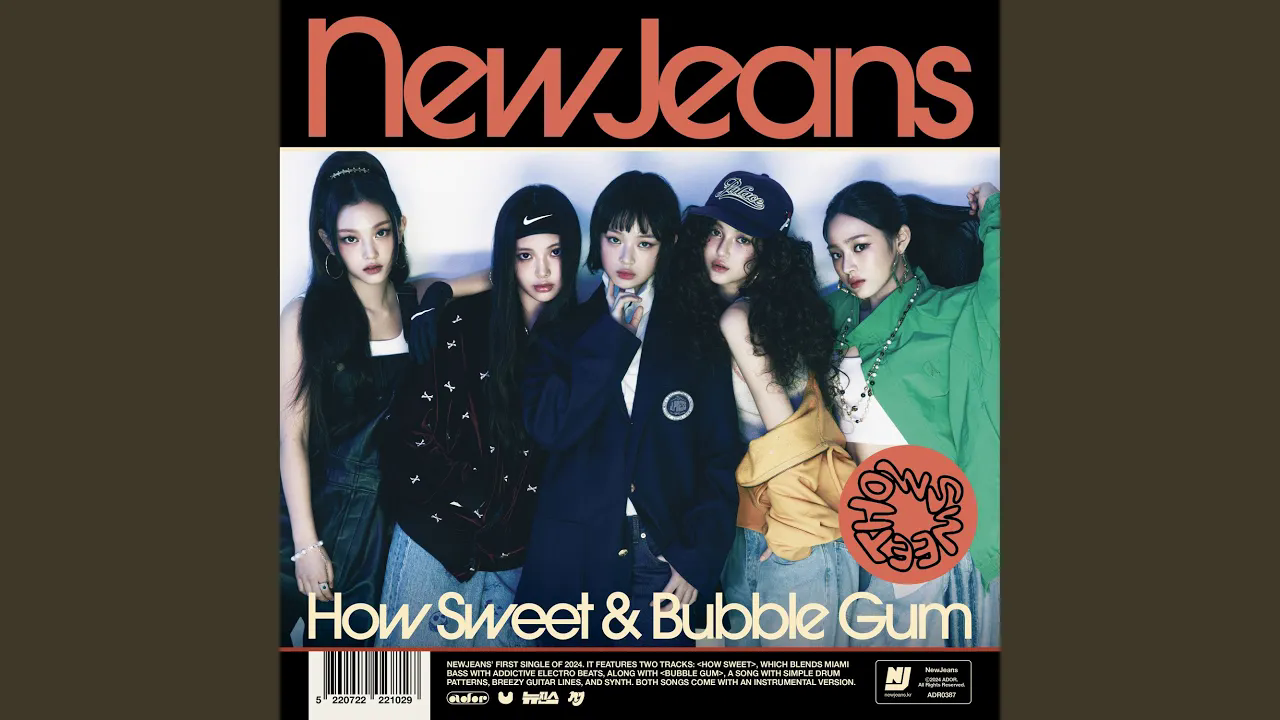 NewJeans
Palace
HOW SWEET
How Sweet & Bubble Gum
NEWJEANS' FIRST SINGLE OF 2024. IT FEATURES TWO TRACKS: <HOW SWEET>, WHICH BLENDS MIAMI
BASS WITH ADDICTIVE ELECTRO BEATS, ALONG WITH <BUBBLE GUM>, A SONG WITH SIMPLE DRUM
PATTERNS, BREEZY GUITAR LINES, AND SYNTH. BOTH SONGS COME WITH AN INSTRUMENTAL VERSION.
5 220722 221029
ador
뉴진스
NJ
newjeans.kr
NewJeans
©2024 ADOR.
All Rights Reserved.
ADR0387